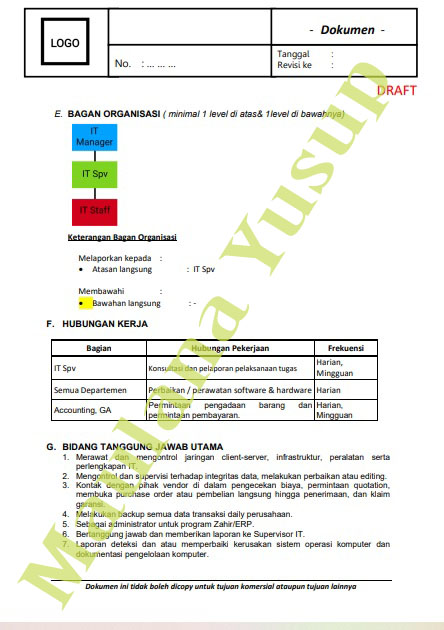 LOGO
- Dokumen -
No. : ... ... ...
Tanggal :
Revisi ke :
DRAFT
E. BAGAN ORGANISASI ( minimal 1 level di atas& 1level di bawahnya)
IT
Manager
IT Spv
IT Staff
Keterangan Bagan Organisasi
Melaporkan kepada :
• Atasan langsung : IT Spv
Membawahi :
• Bawahan langsung : -
F. HUBUNGAN KERJA
Bagian Hubungan Pekerjaan Frekuensi
IT Spv Konsultasi dan pelaporan pelaksanaan tugas Harian,
Mingguan
Semua Departemen Perbaikan / perawatan software & hardware Harian
Accounting, GA Permintaan pengadaan barang dan Harian,
permintaan pembayaran. Mingguan
G. BIDANG TANGGUNG JAWAB UTAMA
1. Merawat dan mengontrol jaringan client-server, infrastruktur, peralatan serta
perlengkapan IT.
2. Mengontrol dan supervisi terhadap integritas data, melakukan perbaikan atau editing.
3. Kontak dengan pihak vendor di dalam pengecekan biaya, permintaan quotation,
membuka purchase order atau pembelian langsung hingga penerimaan, dan klaim
garansi.
4. Melakukan backup semua data transaksi daily perusahaan.
5. Sebagai administrator untuk program Zahir/ERP.
6. Bertanggung jawab dan memberikan laporan ke Supervisor IT.
7. Laporan deteksi dan atau memperbaiki kerusakan sistem operasi komputer dan
dokumentasi pengelolaan komputer.
Dokumen ini tidak boleh dicopy untuk tujuan komersial ataupun tujuan lainnya
Maulana Yusup